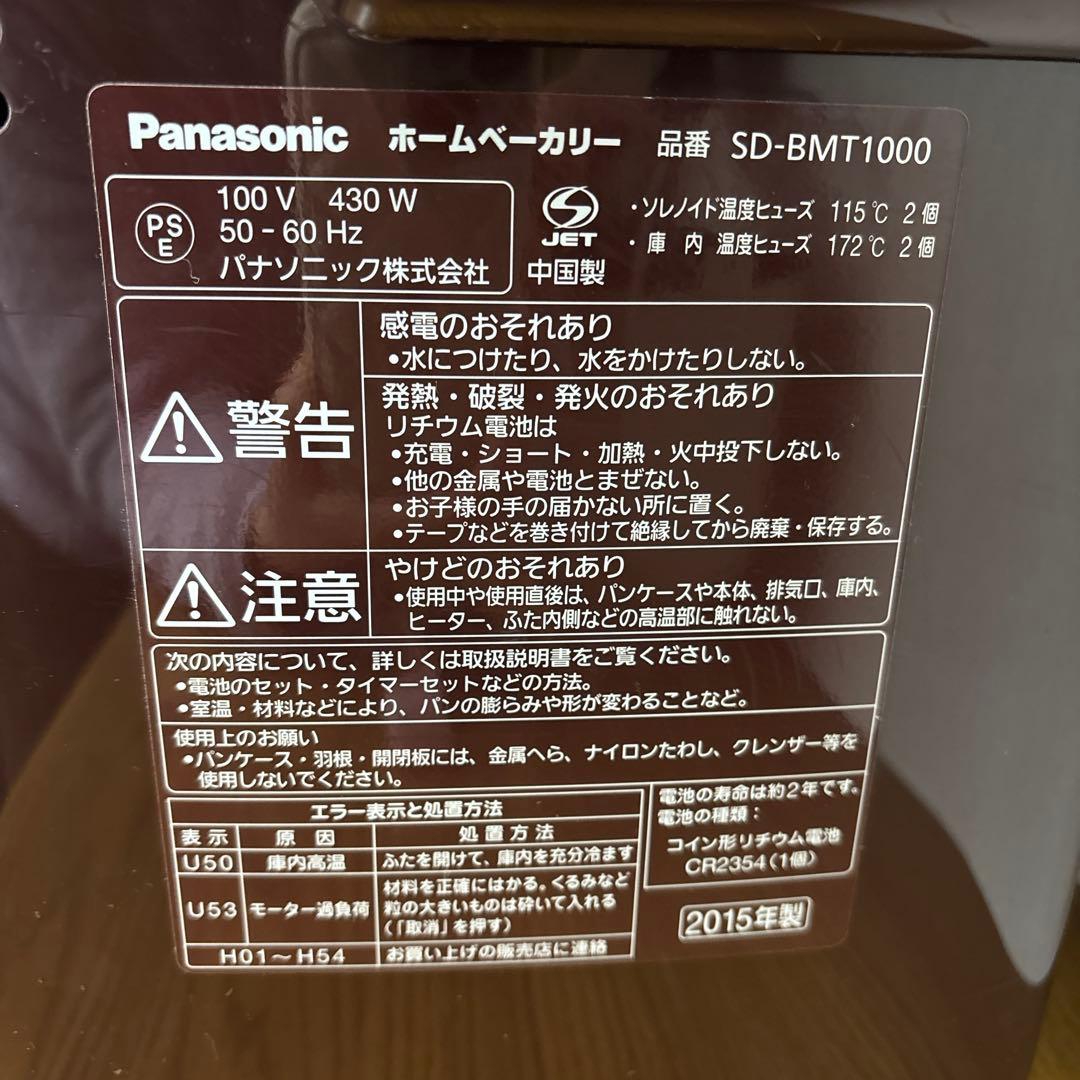 Panasonic ホームベーカリー 品番 SD-BMT1000
PS
E
100 V 430 W
50 - 60 Hz
パナソニック株式会社
JET
中国製
・ソレノイド温度ヒューズ 115℃ 2個
・庫 内 温度ヒューズ 172℃ 2個
警告
感電のおそれあり
•水につけたり、水をかけたりしない。
発熱・破裂・発火のおそれあり
リチウム電池は
•充電・ショート・加熱・火中投下しない。
•他の金属や電池とまぜない。
•お子様の手の届かない所に置く。
•テープなどを巻き付けて絶縁してから廃棄・保存する。
注意
やけどのおそれあり
•使用中や使用直後は、パンケースや本体、排気口、庫内、
ヒーター、ふた内側などの高温部に触れない。
次の内容について、詳しくは取扱説明書をご覧ください。
•電池のセット・タイマーセットなどの方法。
•室温・材料などにより、パンの膨らみや形が変わることなど。
使用上のお願い
•パンケース・羽根・開閉板には、金属へら、ナイロンたわし、クレンザー等を
使用しないでください。
エラー表示と処置方法
表示 原因 処置方法
U50 庫内高温 ふたを開けて、庫内を充分冷ます
U53 モーター過負荷 材料を正確にはかる。くるみなど
粒の大きいものは砕いて入れる
(「取消」を押す)
H01～H54 お買い上げの販売店に連絡
電池の寿命は約2年です。
電池の種類：
コイン形リチウム電池
CR2354(1個)
2015年製